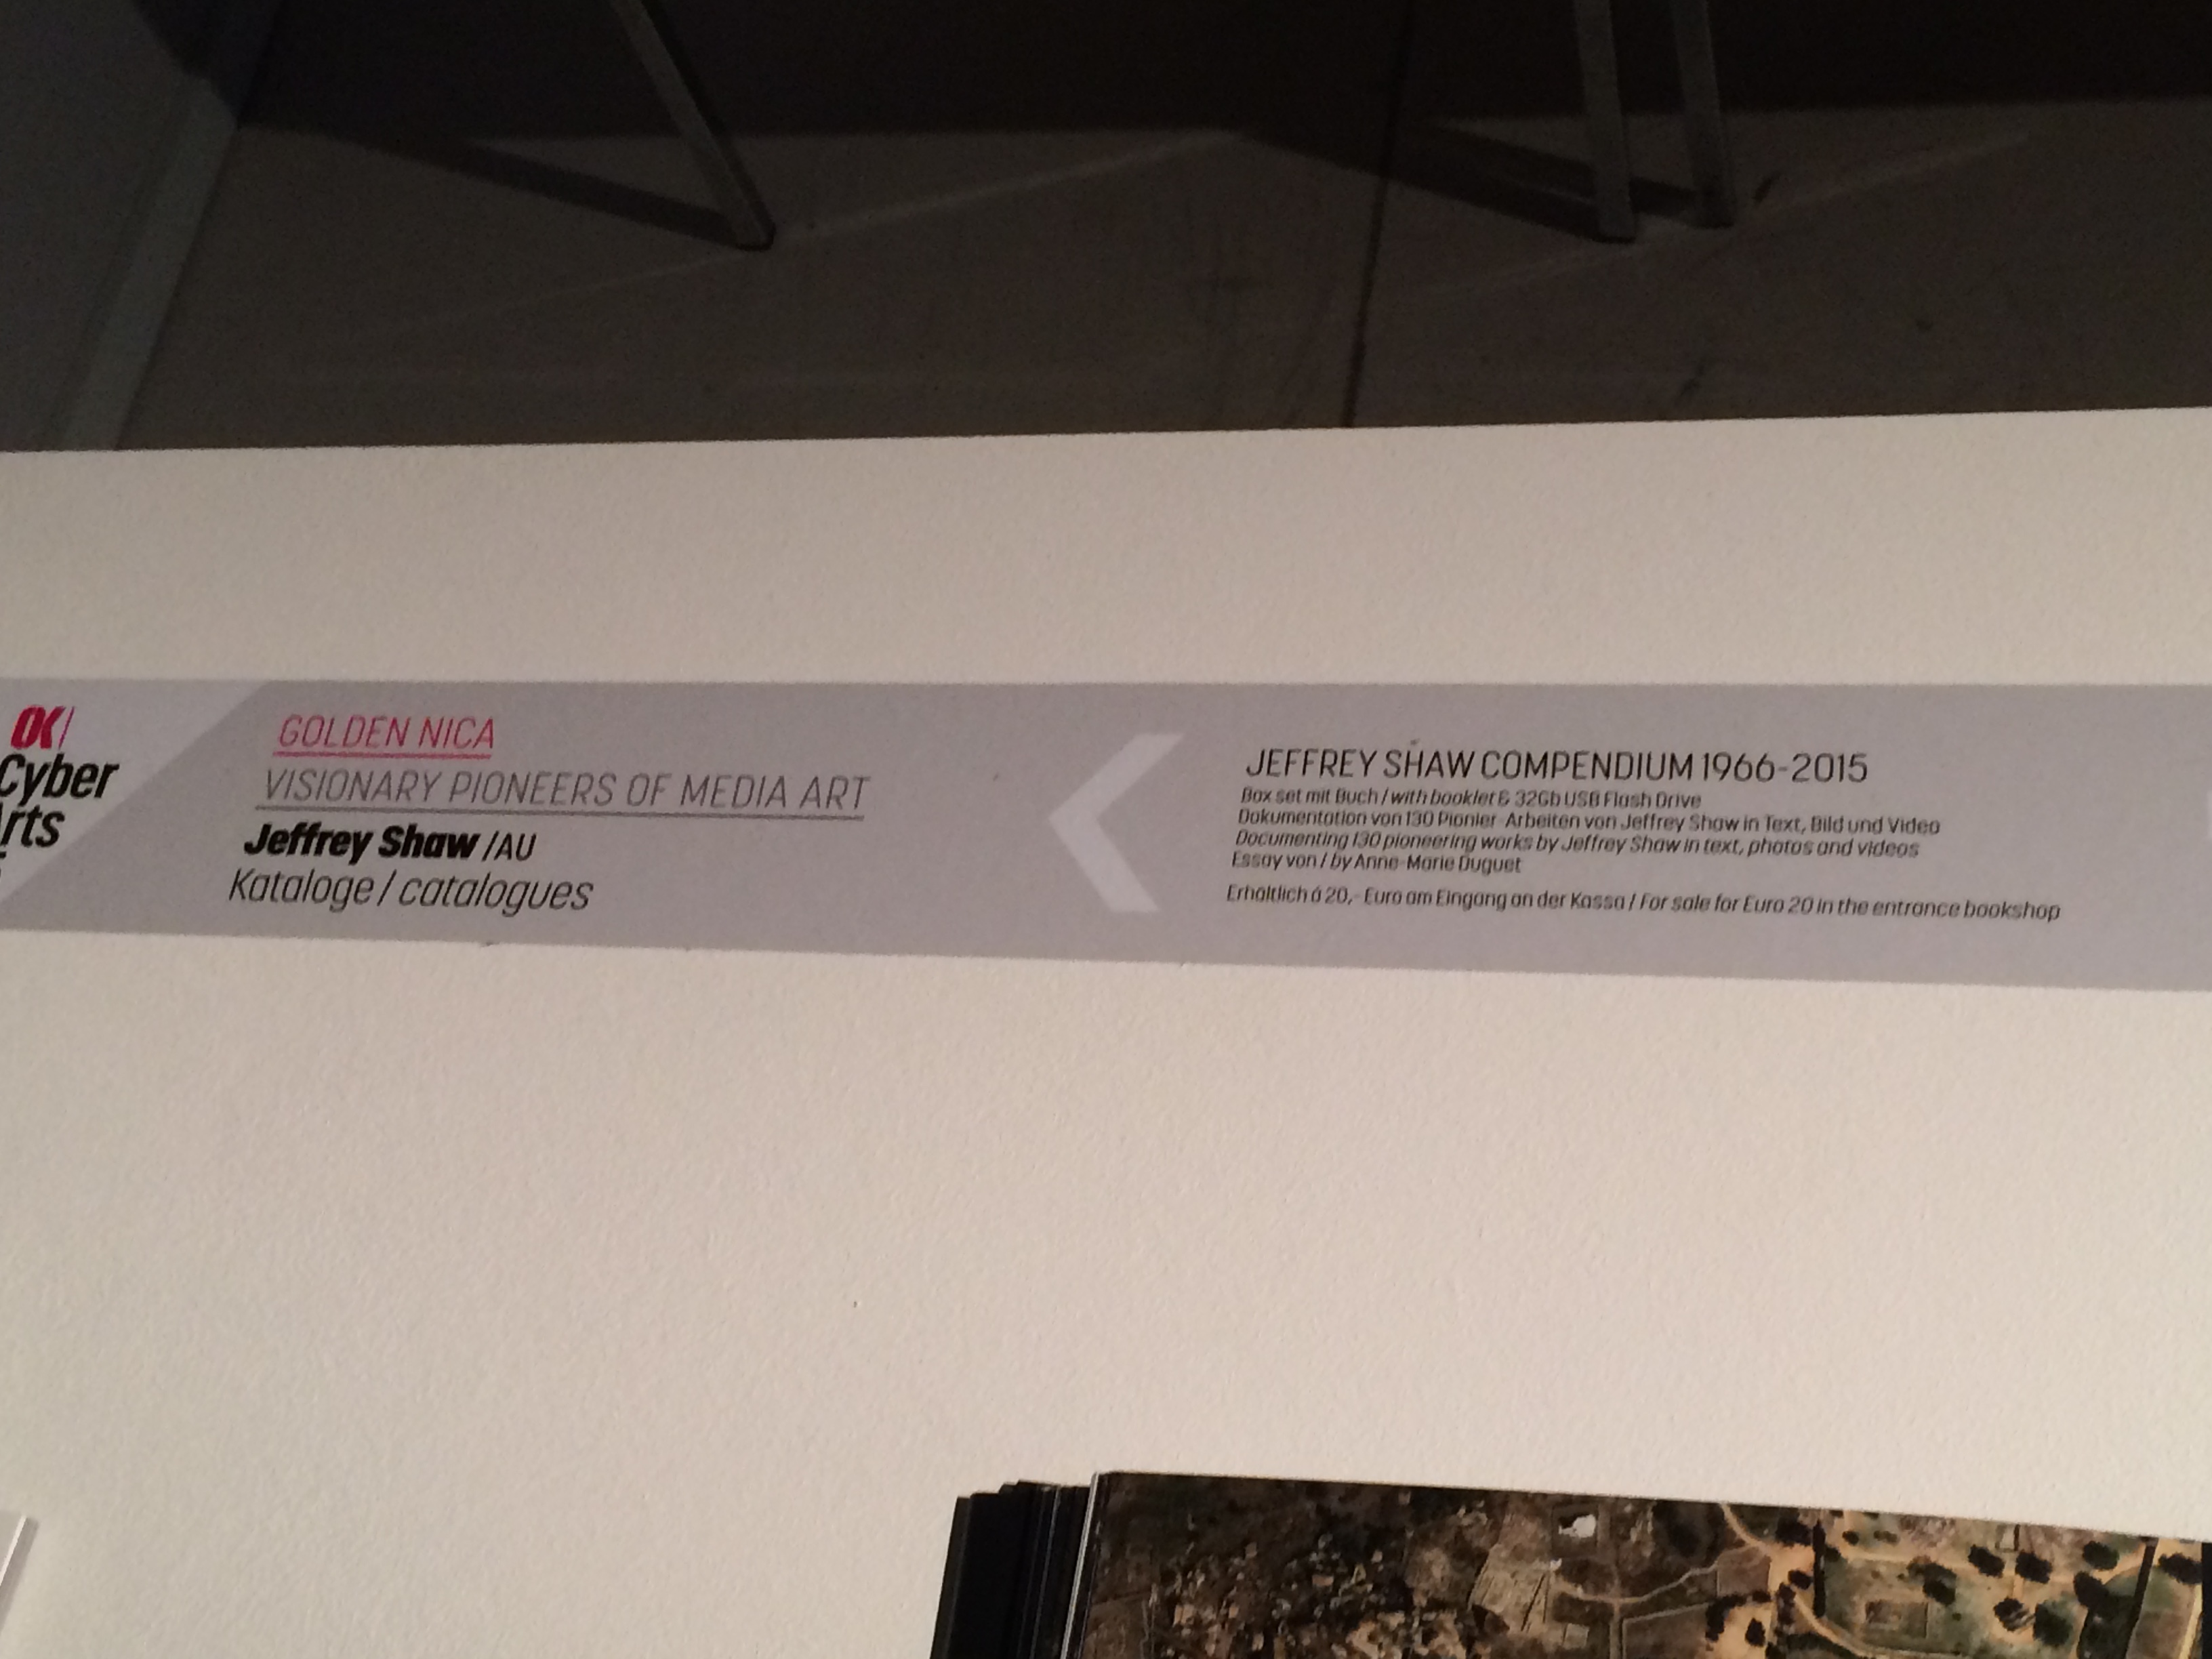 OK/
Cyber
Arts
GOLDEN NICA
VISIONARY PIONEERS OF MEDIA ART
Jeffrey Shaw /AU
Kataloge / catalogues
JEFFREY SHAW COMPENDIUM 1966-2015
Box set mit Buch / with booklet & 32Gb USB Flash Drive
Dokumentation von 130 Pionier-Arbeiten von Jeffrey Shaw in Text, Bild und Video
Documenting 130 pioneering works by Jeffrey Shaw in text, photos and videos
Essay von / by Anne-Marie Duguet
Erhältlich á 20,- Euro am Eingang an der Kassa / For sale for Euro 20 in the entrance bookshop